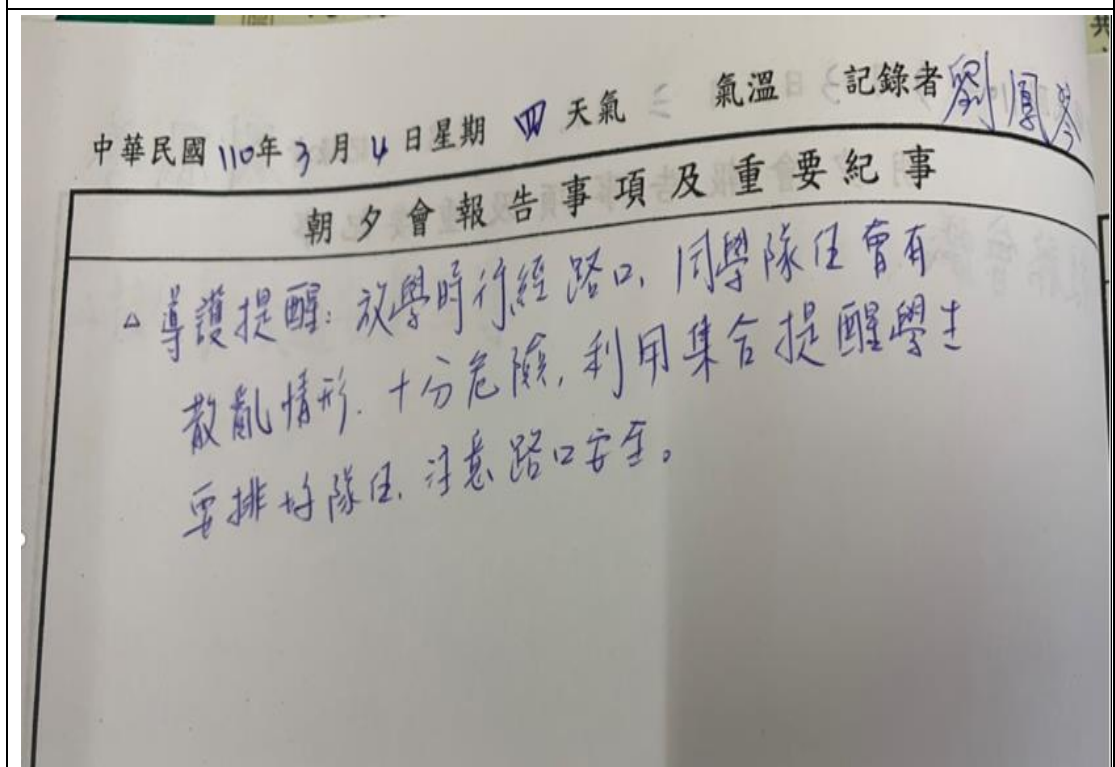 中華民國110年3月4日星期四天氣 氣溫 記錄者劉鳳琴
朝夕會報告事項及重要紀事
△導護提醒:放學時行經路口,同學隊伍會有
散亂情形.十分危險,利用集合提醒學生
要排好隊伍.注意路口安全。